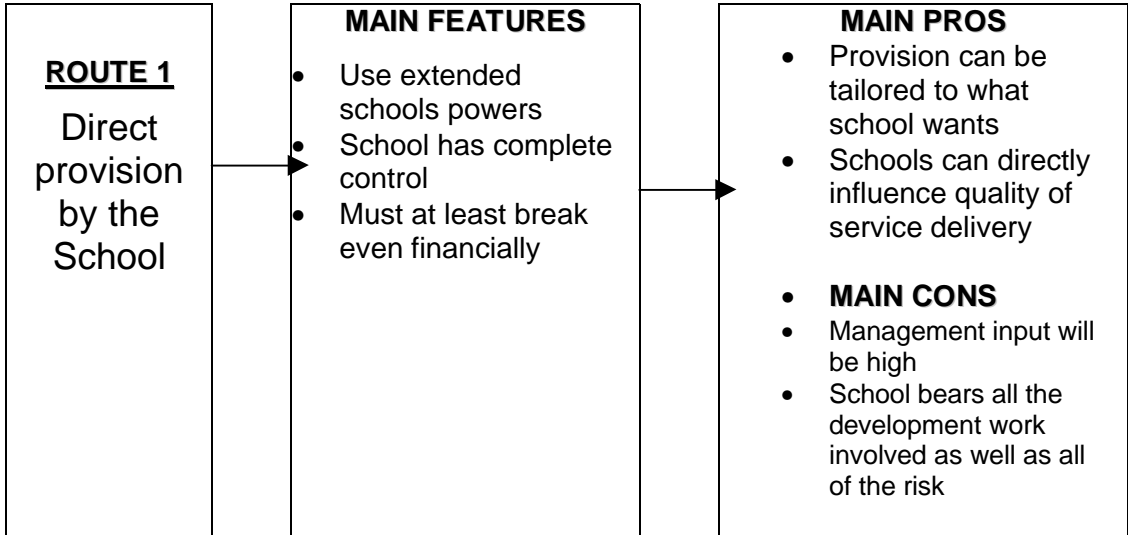 ROUTE 1
Direct
provision
by the
School
MAIN FEATURES
• Use extended
schools powers
• School has complete
control
• Must at least break
even financially
MAIN PROS
• Provision can be
tailored to what
school wants
• Schools can directly
influence quality of
service delivery
• MAIN CONS
• Management input will
be high
• School bears all the
development work
involved as well as all
of the risk